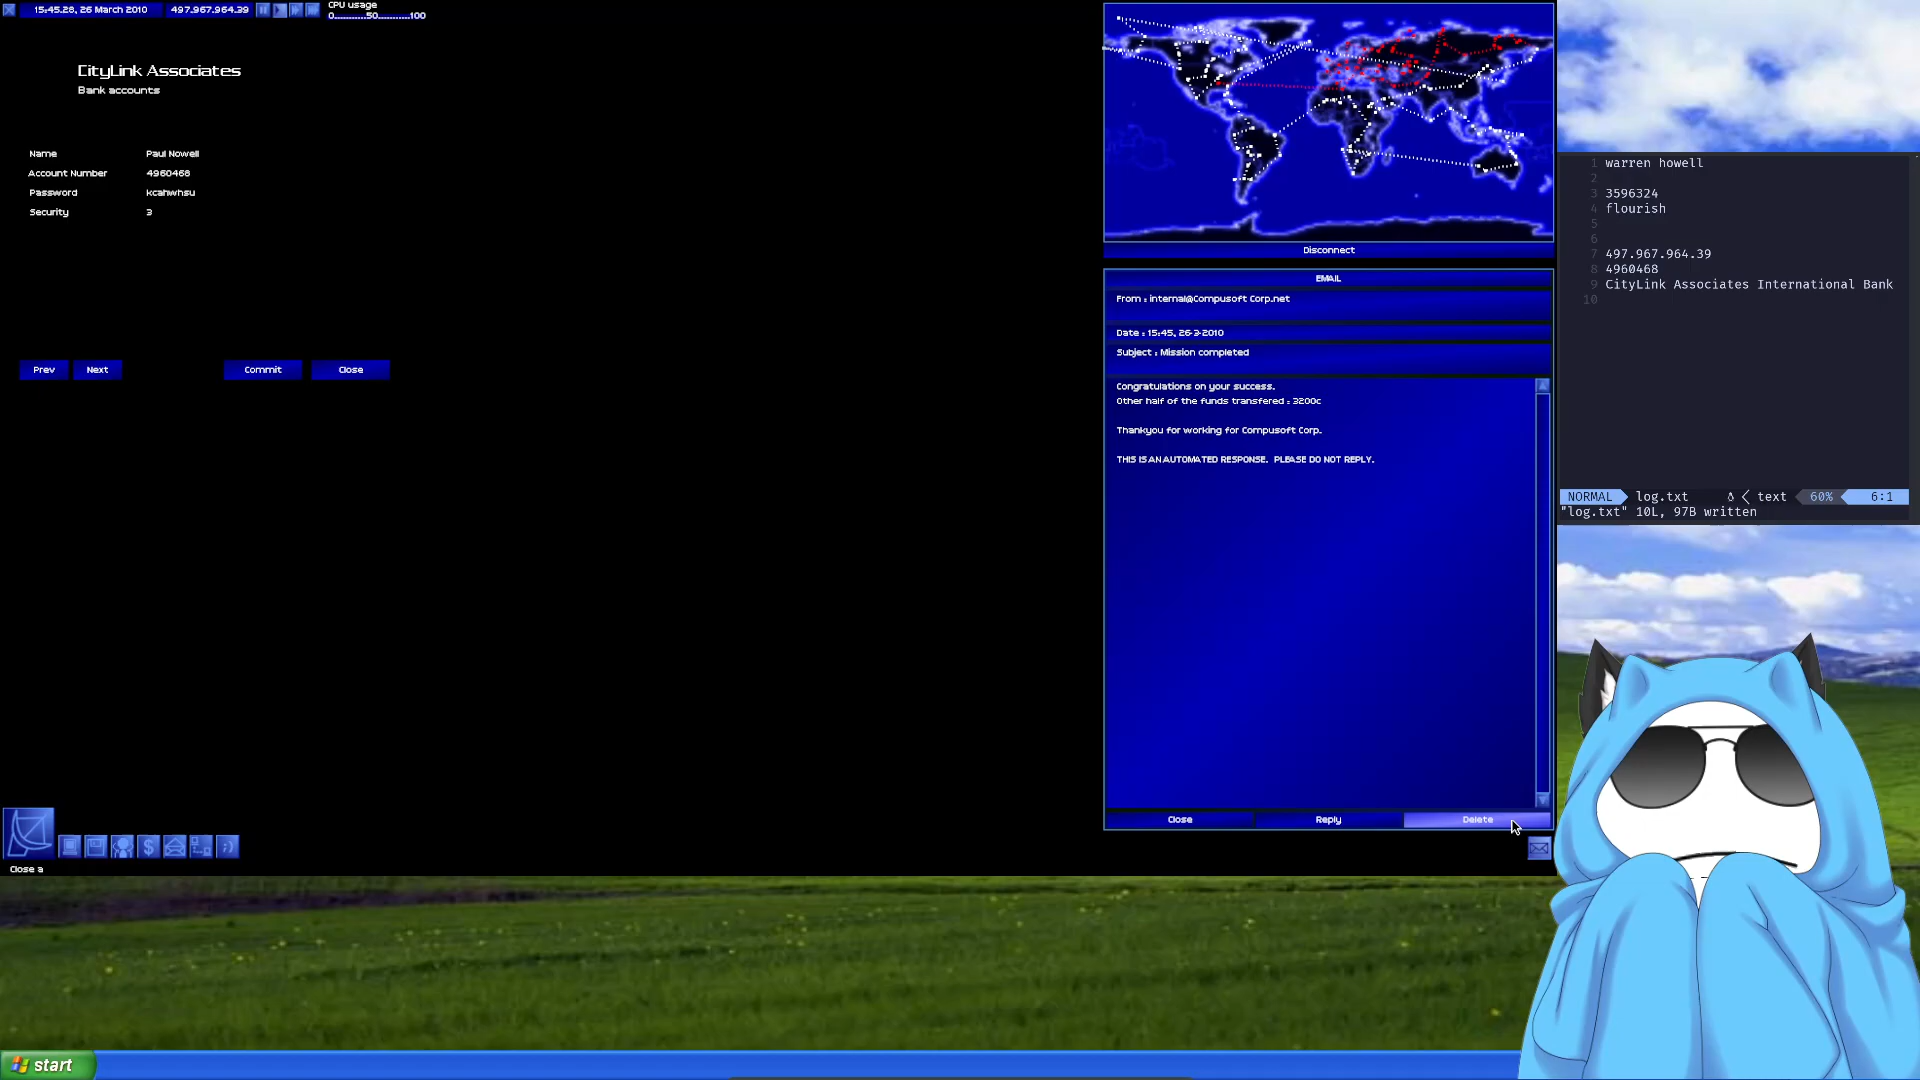 15:45.28, 26 March 2010
497.967.964.39
CPU usage
0...........50...........100
CityLink Associates
Bank accounts
Name Paul Nowell
Account Number 4960468
Password kcahwhsu
Security 3
Prev Next Commit Close
Close a
Disconnect
EMAIL
From : internal@Compusoft Corp.net
Date : 15:45, 26-3-2010
Subject : Mission completed
Congratulations on your success.
Other half of the funds transfered : 3200c
Thankyou for working for Compusoft Corp.
THIS IS AN AUTOMATED RESPONSE. PLEASE DO NOT REPLY.
Close Reply Delete
1 warren howell
2
3 3596324
4 flourish
5
6
7 497.967.964.39
8 4960468
9 CityLink Associates International Bank
10
NORMAL log.txt text 60% 6:1
"log.txt" 10L, 97B written
start